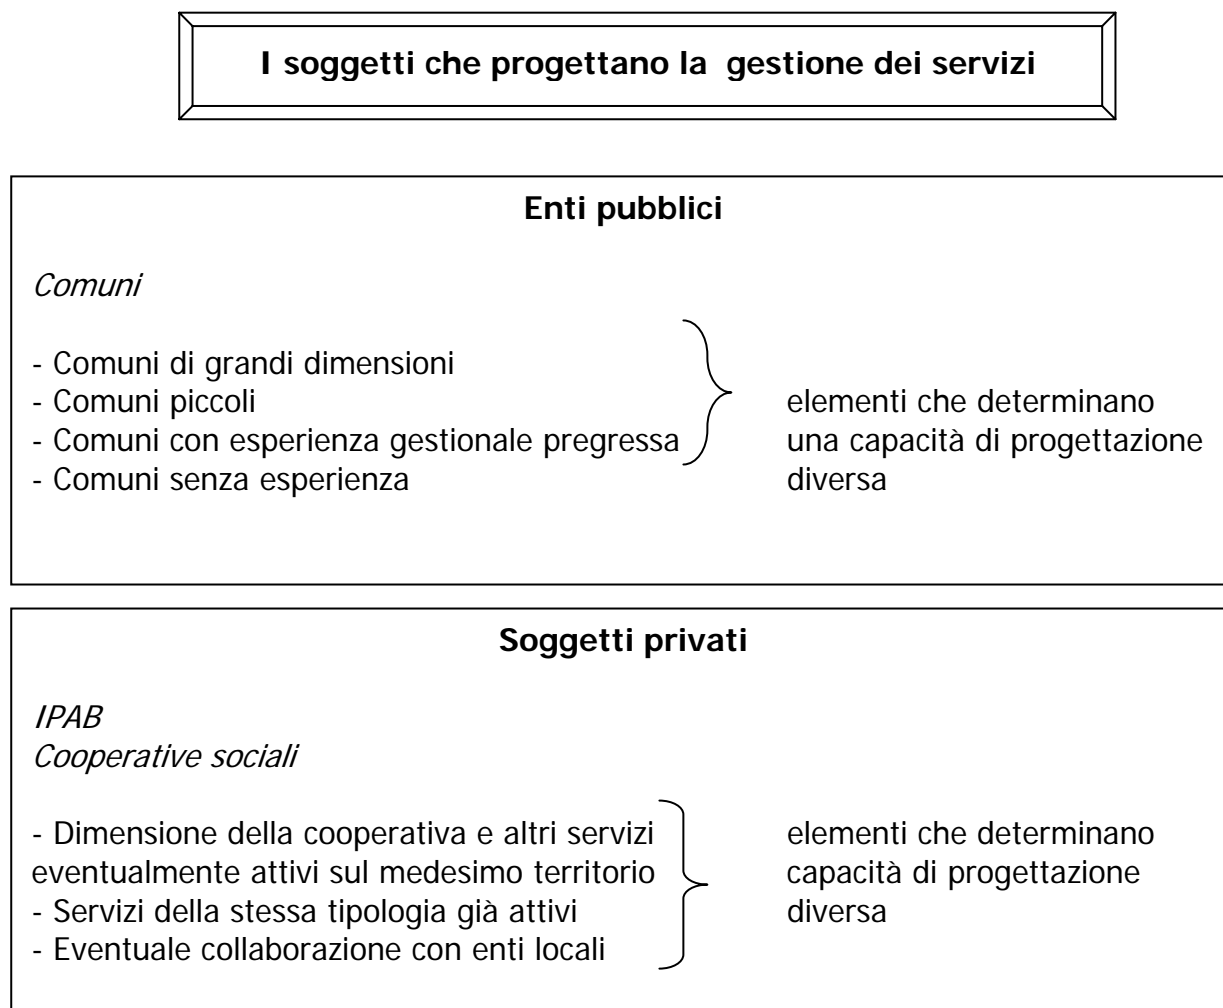 I soggetti che progettano la gestione dei servizi
Enti pubblici
Comuni
- Comuni di grandi dimensioni
- Comuni piccoli
- Comuni con esperienza gestionale pregressa
- Comuni senza esperienza
elementi che determinano
una capacità di progettazione
diversa
Soggetti privati
IPAB
Cooperative sociali
- Dimensione della cooperativa e altri servizi
eventualmente attivi sul medesimo territorio
- Servizi della stessa tipologia già attivi
- Eventuale collaborazione con enti locali
elementi che determinano
capacità di progettazione
diversa